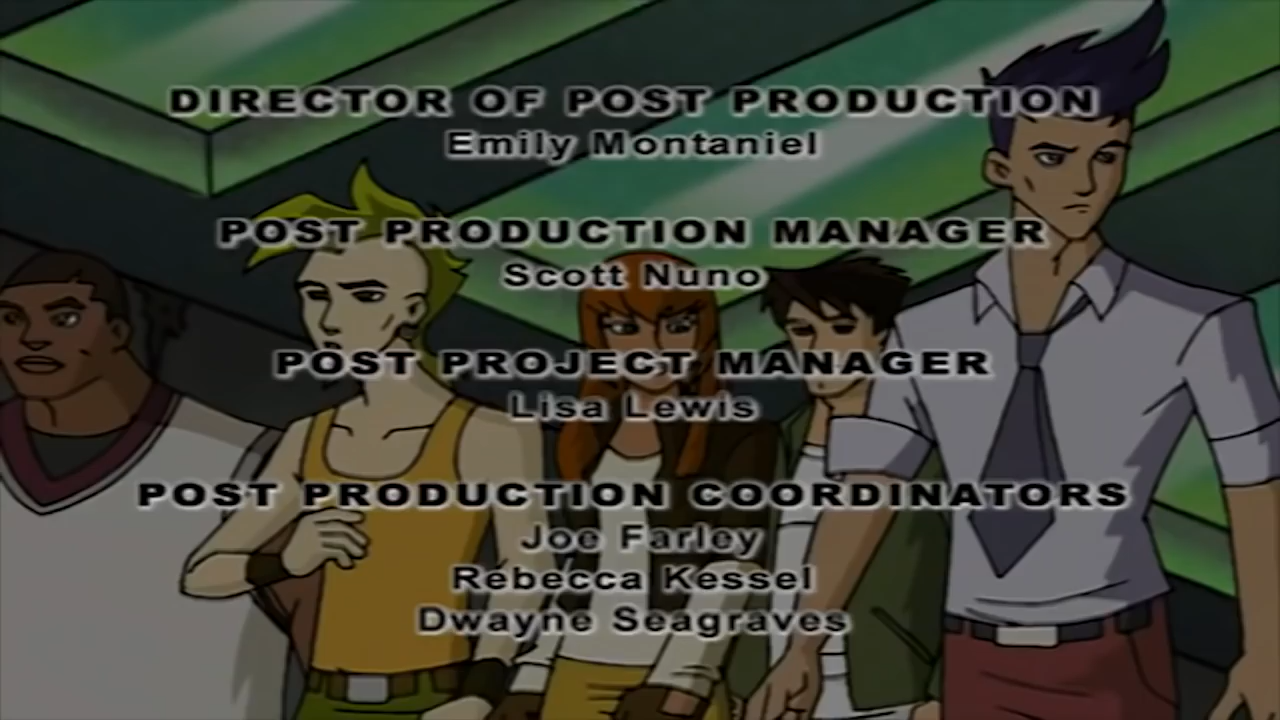 DIRECTOR OF POST PRODUCTION
Emily Montaniel
POST PRODUCTION MANAGER
Scott Nuno
POST PROJECT MANAGER
Lisa Lewis
POST PRODUCTION COORDINATORS
Joe Farley
Rebecca Kessel
Dwayne Seagraves